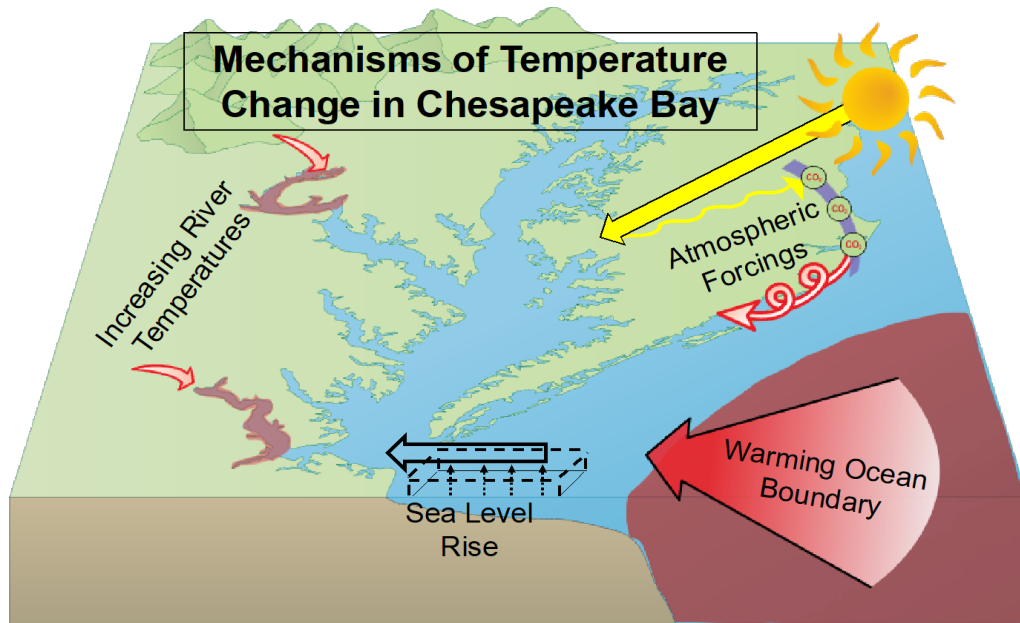 Mechanisms of Temperature
Change in Chesapeake Bay
CO₂
CO₂
CO₂
Atmospheric
Forcings
Increasing River
Temperatures
Warming Ocean
Boundary
Sea Level
Rise